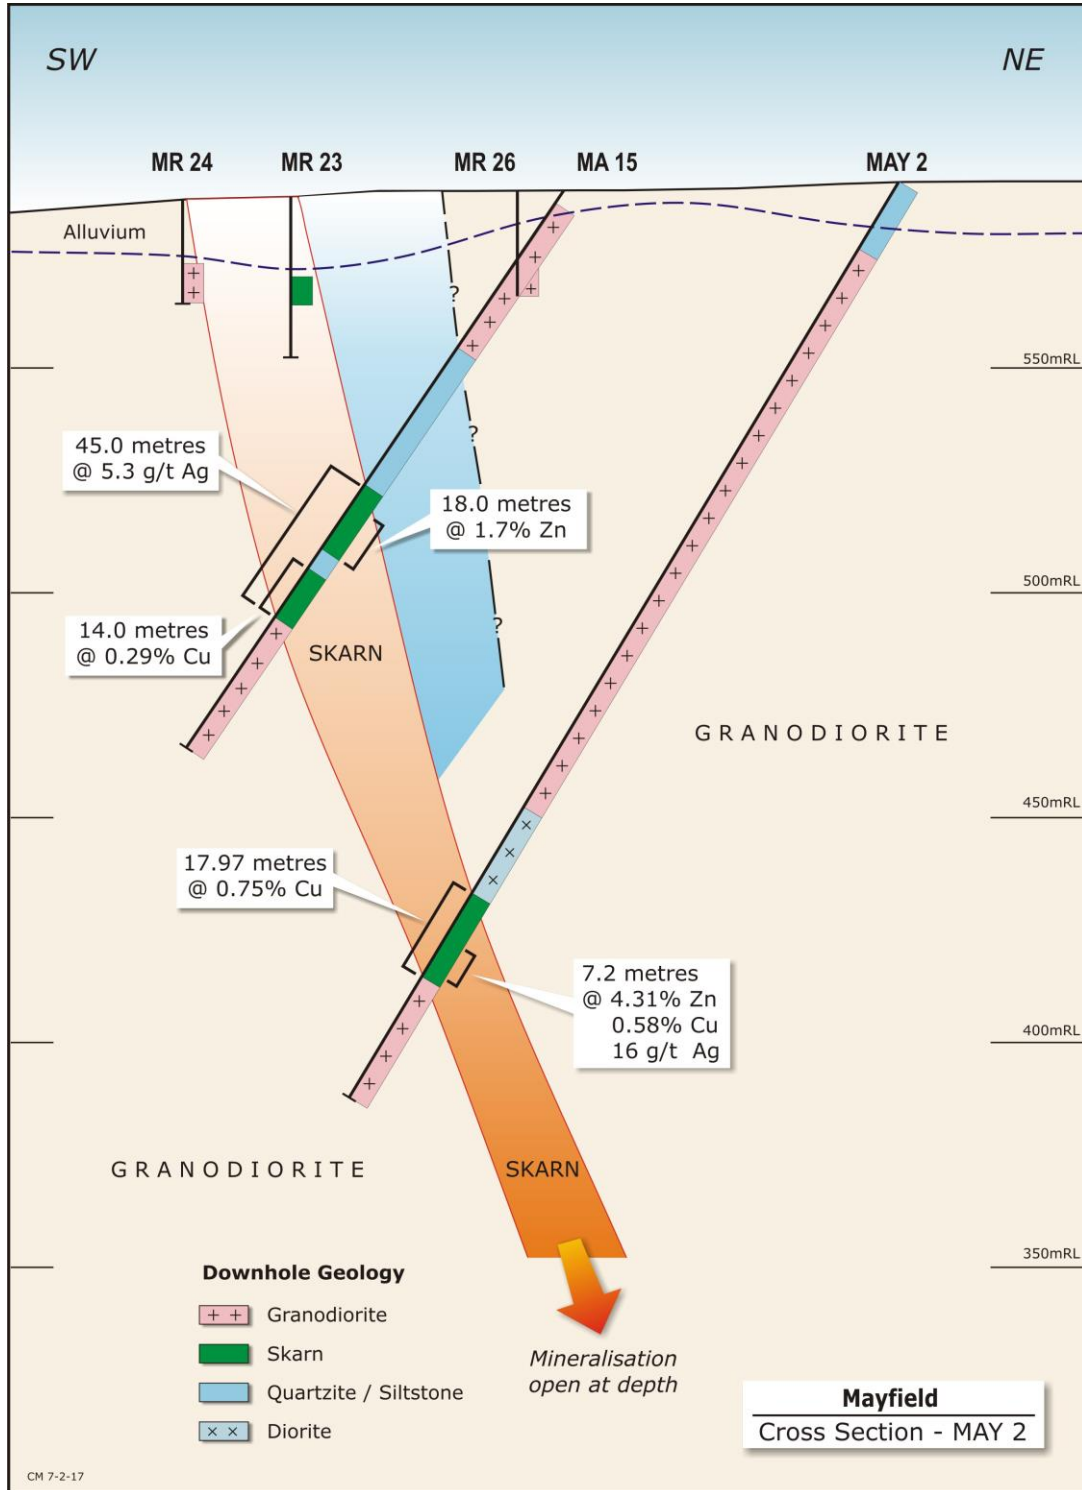 SW
NE
MR 24
MR 23
MR 26
MA 15
MAY 2
Alluvium
?
550mRL
45.0 metres
@ 5.3 g/t Ag
?
18.0 metres
@ 1.7% Zn
500mRL
14.0 metres
@ 0.29% Cu
?
SKARN
GRANODIORITE
450mRL
17.97 metres
@ 0.75% Cu
7.2 metres
@ 4.31% Zn
0.58% Cu
16 g/t Ag
400mRL
GRANODIORITE
SKARN
350mRL
Downhole Geology
Granodiorite
Skarn
Quartzite / Siltstone
Diorite
Mineralisation
open at depth
Mayfield
Cross Section - MAY 2
CM 7-2-17